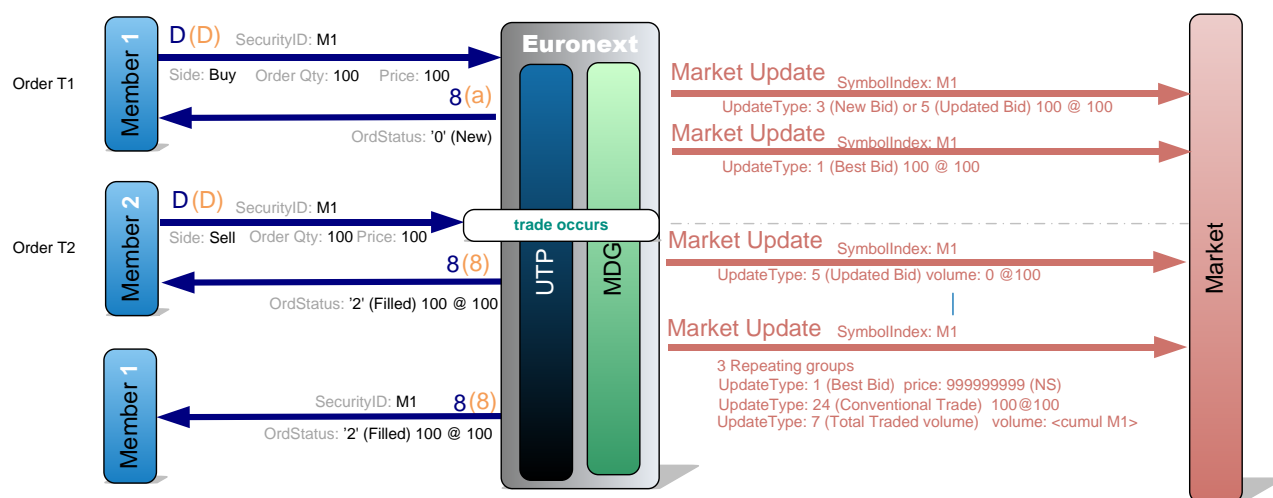 Order T1
Member 1
D(D) SecurityID: M1
Side: Buy Order Qty: 100 Price: 100
8(a)
OrdStatus: '0' (New)
Euronext
UTP
MDG
Market Update SymbolIndex: M1
UpdateType: 3 (New Bid) or 5 (Updated Bid) 100 @ 100
Market Update SymbolIndex: M1
UpdateType: 1 (Best Bid) 100 @ 100
Market
Order T2
Member 2
D(D) SecurityID: M1
Side: Sell Order Qty: 100 Price: 100
trade occurs
8(8)
OrdStatus: '2' (Filled) 100 @ 100
Market Update SymbolIndex: M1
UpdateType: 5 (Updated Bid) volume: 0 @100
Market Update SymbolIndex: M1
3 Repeating groups
UpdateType: 1 (Best Bid) price: 999999999 (NS)
UpdateType: 24 (Conventional Trade) 100@100
UpdateType: 7 (Total Traded volume) volume: <cumul M1>
Member 1
SecurityID: M1 8(8)
OrdStatus: '2' (Filled) 100 @ 100